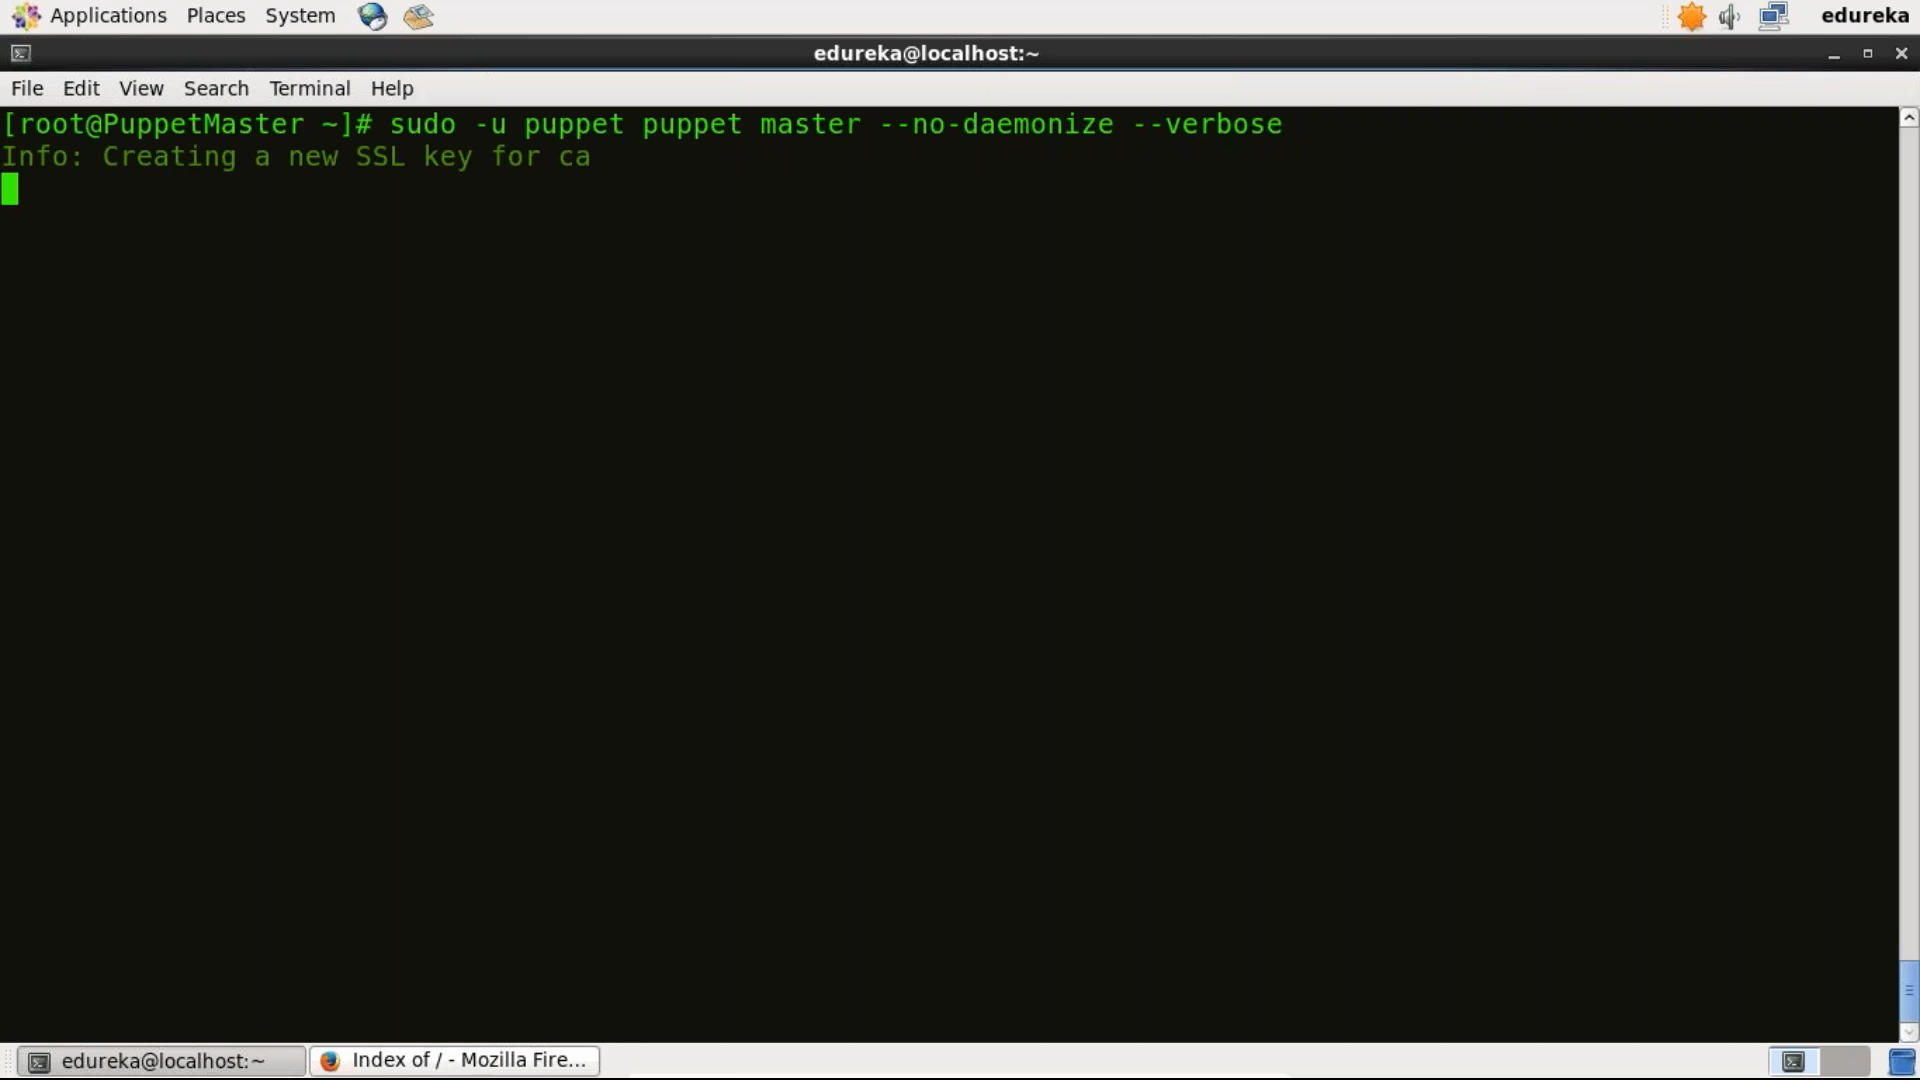 Applications Places System edureka
edureka@localhost:~
File Edit View Search Terminal Help
[root@PuppetMaster ~]# sudo -u puppet puppet master --no-daemonize --verbose
Info: Creating a new SSL key for ca
edureka@localhost:~ Index of / - Mozilla Fire...